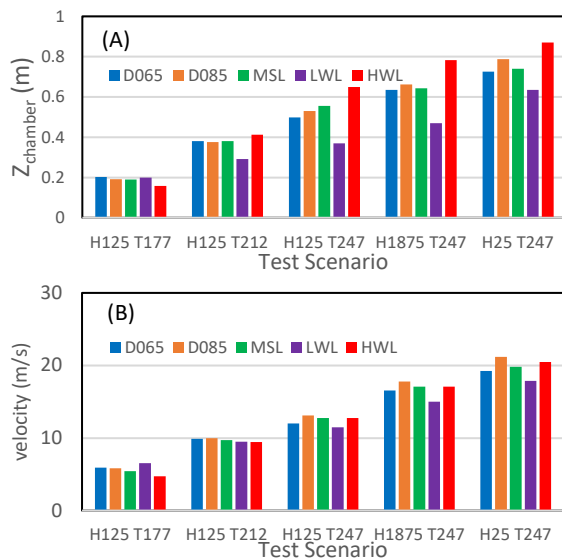 (A)
D065 D085 MSL LWL HWL
Zchamber (m)
1
0.8
0.6
0.4
0.2
0
H125 T177 H125 T212 H125 T247 H1875 T247 H25 T247
Test Scenario
(B)
D065 D085 MSL LWL HWL
velocity (m/s)
30
20
10
0
H125 T177 H125 T212 H125 T247 H1875 T247 H25 T247
Test Scenario